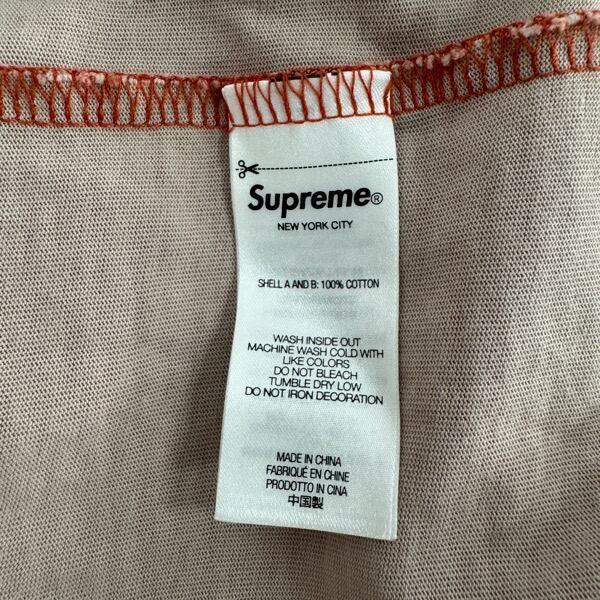 Supreme®
NEW YORK CITY
SHELL A AND B: 100% COTTON
WASH INSIDE OUT
MACHINE WASH COLD WITH
LIKE COLORS
DO NOT BLEACH
TUMBLE DRY LOW
DO NOT IRON DECORATION
MADE IN CHINA
FABRIQUÉ EN CHINE
PRODOTTO IN CINA
中国製